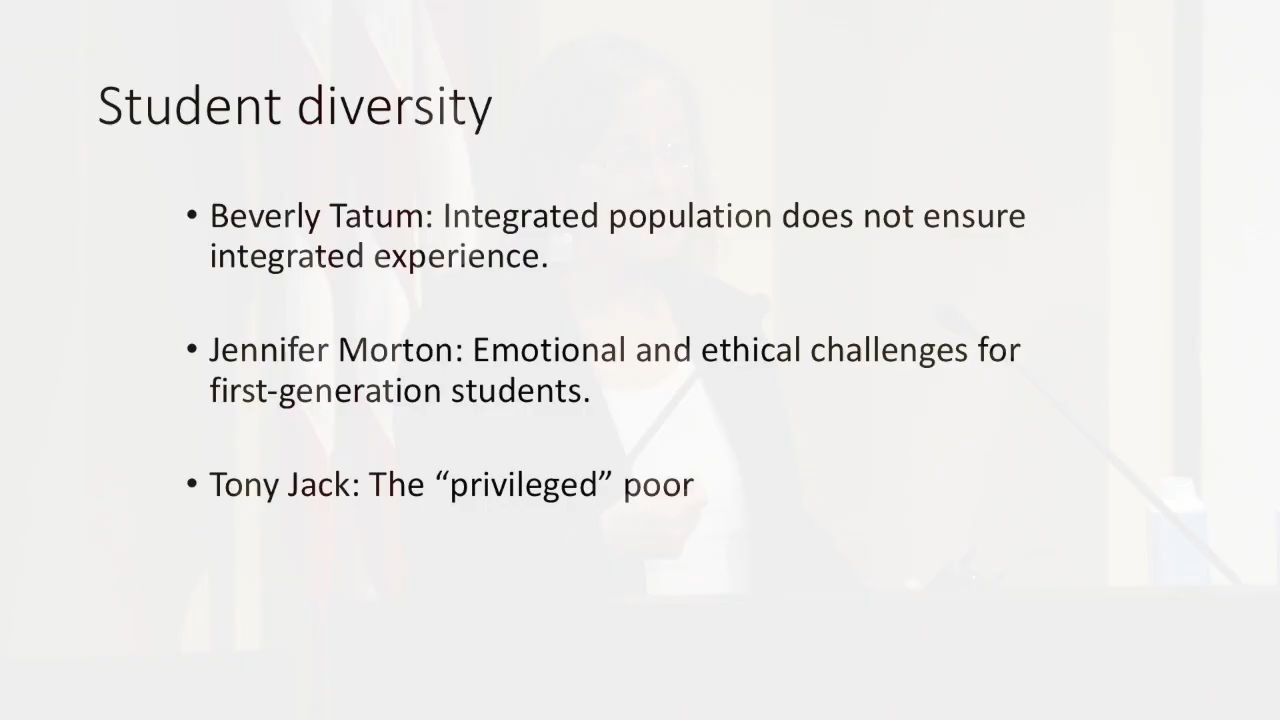 Student diversity
• Beverly Tatum: Integrated population does not ensure
integrated experience.
• Jennifer Morton: Emotional and ethical challenges for
first-generation students.
• Tony Jack: The “privileged” poor